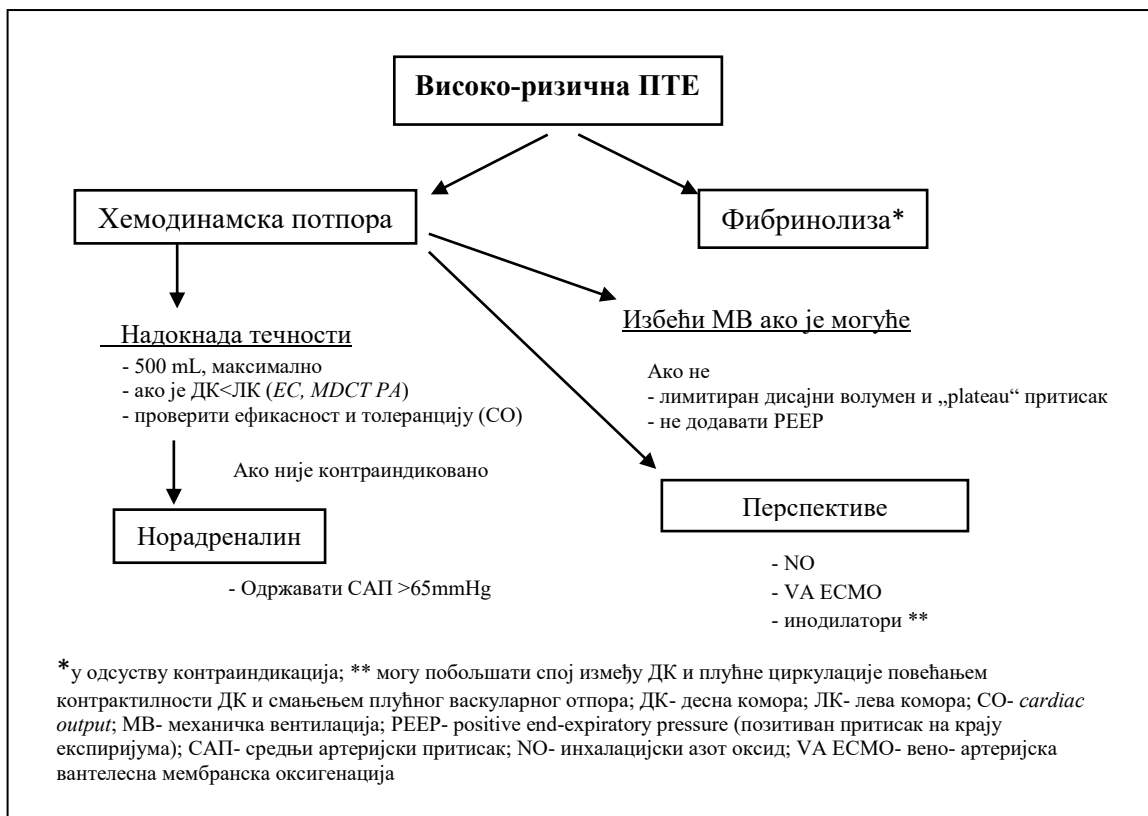 Високо-ризична ПТЕ
Хемодинамска потпора
Фибринолиза*
Надокнада течности
- 500 mL, максимално
- ако је ДК<ЛК (EC, MDCT PA)
- проверити ефикасност и толеранцију (CO)
Избећи МВ ако је могуће
Ако не
- лимитиран дисајни волумен и „plateau“ притисак
- не додавати PEEP
Ако није контраиндиковано
Норадреналин
- Одржавати САП >65mmHg
Перспективе
- NO
- VA ECMO
- инодилатори **
*у одсуству контраиндикација; ** могу побољшати спој између ДК и плућне циркулације повећањем
контрактилности ДК и смањењем плућног васкуларног отпора; ДК- десна комора; ЛК- лева комора; CO- cardiac
output; МВ- механичка вентилација; PEEP- positive end-expiratory pressure (позитиван притисак на крају
експиријума); САП- средњи артеријски притисак; NO- инхалацијски азот оксид; VA ECMO- вено- артеријска
вантелесна мембранска оксигенација